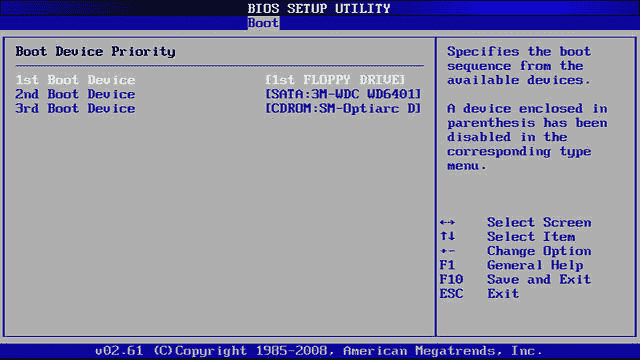 BIOS SETUP UTILITY
Boot
Boot Device Priority
1st Boot Device [1st FLOPPY DRIVE]
2nd Boot Device [SATA:3M-WDC WD6401]
3rd Boot Device [CDROM:SM-Optiarc D]
Specifies the boot
sequence from the
available devices.
A device enclosed in
parenthesis has been
disabled in the
corresponding type
menu.
↔ Select Screen
↑↓ Select Item
+- Change Option
F1 General Help
F10 Save and Exit
ESC Exit
v02.61 (C)Copyright 1985-2008, American Megatrends, Inc.